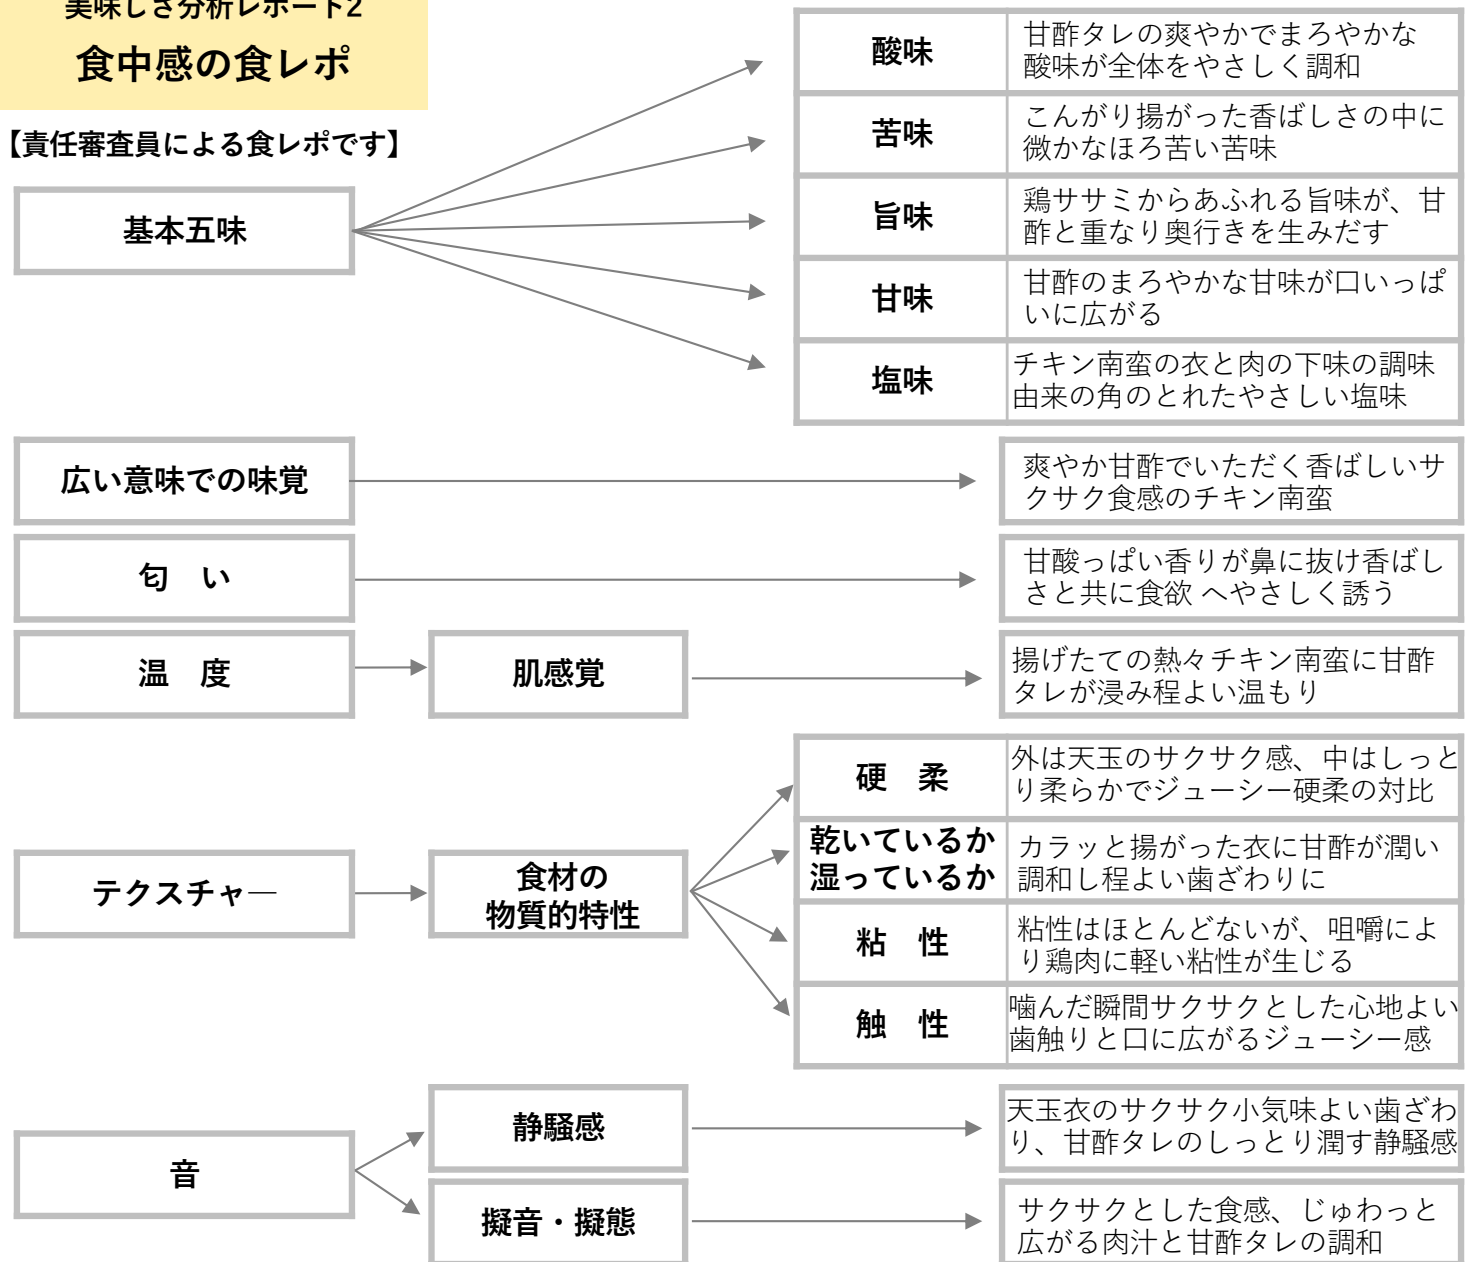 美味しさ分析レポート2
食中感の食レポ
【責任審査員による食レポです】
基本五味
酸味
甘酢タレの爽やかでまろやかな
酸味が全体をやさしく調和
苦味
こんがり揚がった香ばしさの中に
微かなほろ苦い苦味
旨味
鶏ササミからあふれる旨味が、甘
酢と重なり奥行きを生みだす
甘味
甘酢のまろやかな甘味が口いっぱ
いに広がる
塩味
チキン南蛮の衣と肉の下味の調味
由来の角のとれたやさしい塩味
広い意味での味覚
爽やか甘酢でいただく香ばしいサ
クサク食感のチキン南蛮
匂　い
甘酸っぱい香りが鼻に抜け香ばし
さと共に食欲 へやさしく誘う
温　度
肌感覚
揚げたての熱々チキン南蛮に甘酢
タレが浸み程よい温もり
テクスチャ―
食材の
物質的特性
硬　柔
外は天玉のサクサク感、中はしっと
り柔らかでジューシー硬柔の対比
乾いているか
湿っているか
カラッと揚がった衣に甘酢が潤い
調和し程よい歯ざわりに
粘　性
粘性はほとんどないが、咀嚼によ
り鶏肉に軽い粘性が生じる
触　性
噛んだ瞬間サクサクとした心地よい
歯触りと口に広がるジューシー感
音
静騒感
天玉衣のサクサク小気味よい歯ざわ
り、甘酢タレのしっとり潤す静騒感
擬音・擬態
サクサクとした食感、じゅわっと
広がる肉汁と甘酢タレの調和